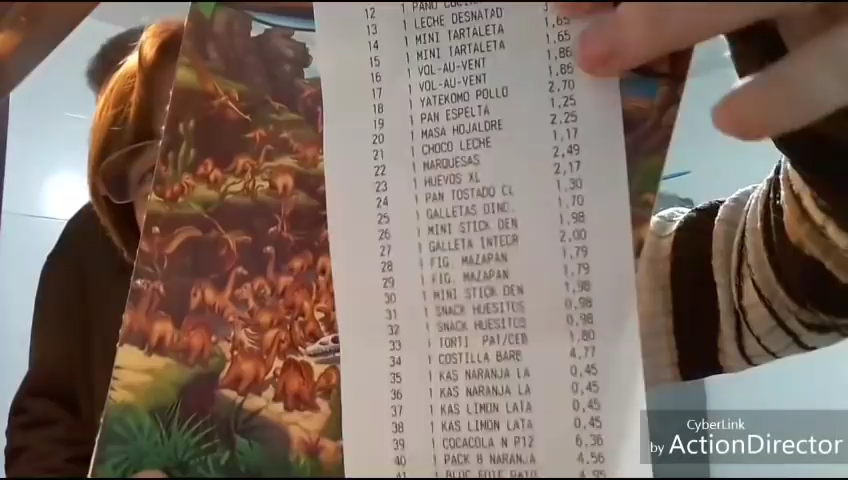 12 1 PANO
13 1 LECHE DESNATAD 1,65
14 1 MINI TARTALETA 1,65
15 1 MINI TARTALETA 1,86
16 1 VOL-AU-VENT 1,86
17 1 VOL-AU-VENT 2,70
18 1 YATEKOMO POLLO 1,25
19 1 PAN ESPELTA 2,25
20 1 MASA HOJALDRE 1,17
21 1 CHOCO LECHE 2,49
22 1 MARQUESAS 2,17
23 1 HUEVOS XL 1,30
24 1 PAN TOSTADO 1,70
25 1 GALLETAS DINO. 1,98
26 1 MINI STICK DEN 2,00
27 1 GALLETA INTEGR 1,79
28 1 FIG. MAZAPAN 1,79
29 1 FIG. MAZAPAN 1,98
30 1 MINI STICK DEN 0,98
31 1 SNACK HUESITOS 0,98
32 1 SNACK HUESITOS 1,80
33 1 TORTI PAT/CEB 4,77
34 1 COSTILLA BARB 0,45
35 1 KAS NARANJA LA 0,45
36 1 KAS NARANJA LA 0,45
37 1 KAS LIMON LATA 0,45
38 1 KAS LIMON LATA 6,36
39 1 COCACOLA N P12 4,56
40 1 PACK 8 NARANJA 4,95
41 1 BLOC
CyberLink
by ActionDirector